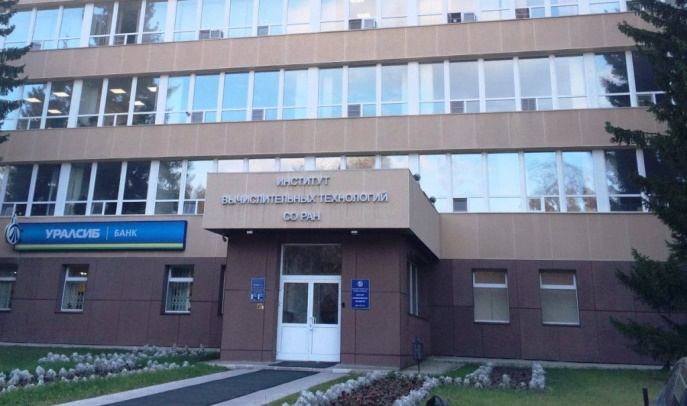 ИНСТИТУТ
ВЫЧИСЛИТЕЛЬНЫХ ТЕХНОЛОГИЙ
СО РАН
УРАЛСИБ БАНК